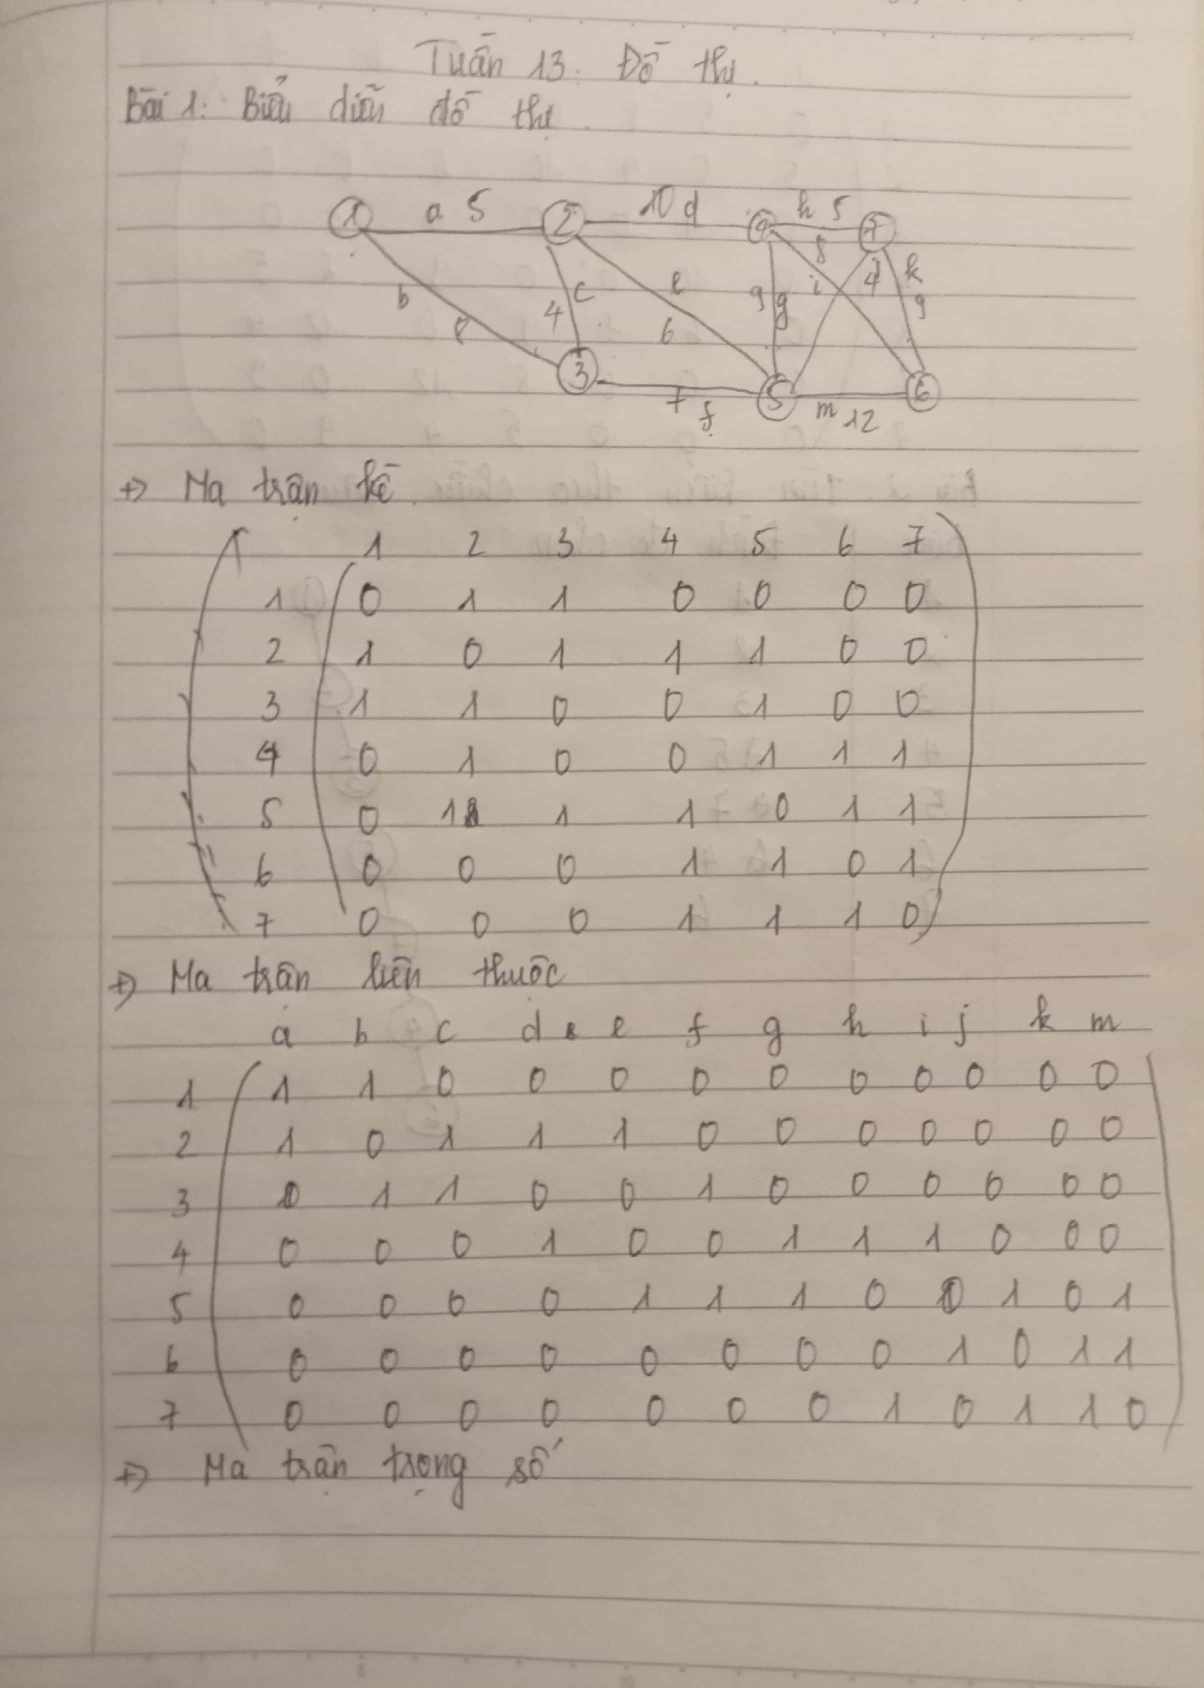 Tuần 13. Đồ thị.
Bài 1: Biểu diễn đồ thị.
1 a 5 2 10 d 4 h 5 7
b 8 c 4 e 6 9 g 8 i 4 j k 9
3 7 f 5 m 12 6
=> Ma trận kề.
1 2 3 4 5 6 7
1 0 1 1 0 0 0 0
2 1 0 1 1 1 0 0
3 1 1 0 0 1 0 0
4 0 1 0 0 1 1 1
5 0 1 1 1 0 1 1
6 0 0 0 1 1 0 1
7 0 0 0 1 1 1 0
=> Ma trận liên thuộc
a b c d e f g h i j k m
1 1 1 0 0 0 0 0 0 0 0 0 0
2 1 0 1 1 1 0 0 0 0 0 0 0
3 0 1 1 0 0 1 0 0 0 0 0 0
4 0 0 0 1 0 0 1 1 1 0 0 0
5 0 0 0 0 1 1 1 0 0 1 0 1
6 0 0 0 0 0 0 0 0 1 0 1 1
7 0 0 0 0 0 0 0 1 0 1 1 0
=> Ma trận trọng số